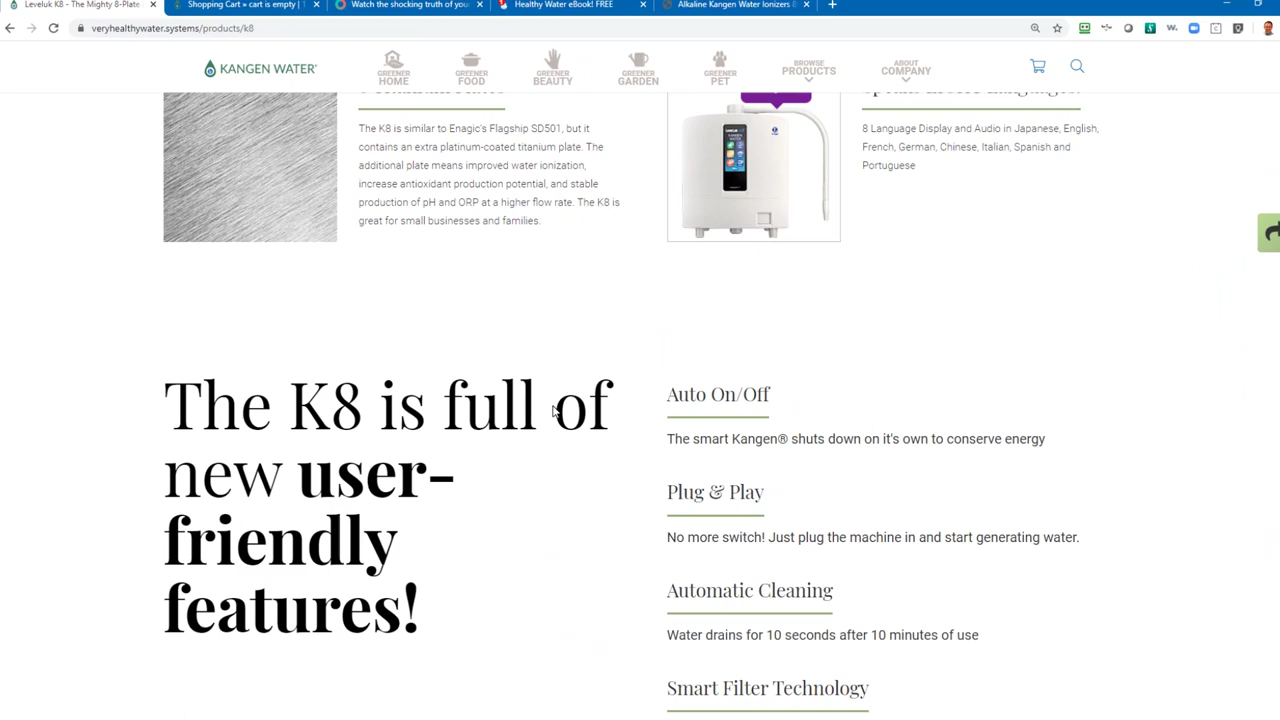 Leveluk K8 - The Mighty 8-Plate
Shopping Cart » cart is empty | T
Watch the shocking truth of your
Healthy Water eBook! FREE
Alkaline Kangen Water Ionizers &
veryhealthywater.systems/products/k8
KANGEN WATER®
GREENER HOME
GREENER FOOD
GREENER BEAUTY
GREENER GARDEN
GREENER PET
BROWSE PRODUCTS
ABOUT COMPANY
The K8 is similar to Enagic's Flagship SD501, but it
contains an extra platinum-coated titanium plate. The
additional plate means improved water ionization,
increase antioxidant production potential, and stable
production of pH and ORP at a higher flow rate. The K8 is
great for small businesses and families.
8 Language Display and Audio in Japanese, English,
French, German, Chinese, Italian, Spanish and
Portuguese
The K8 is full of
new user-
friendly
features!
Auto On/Off
The smart Kangen® shuts down on it's own to conserve energy
Plug & Play
No more switch! Just plug the machine in and start generating water.
Automatic Cleaning
Water drains for 10 seconds after 10 minutes of use
Smart Filter Technology